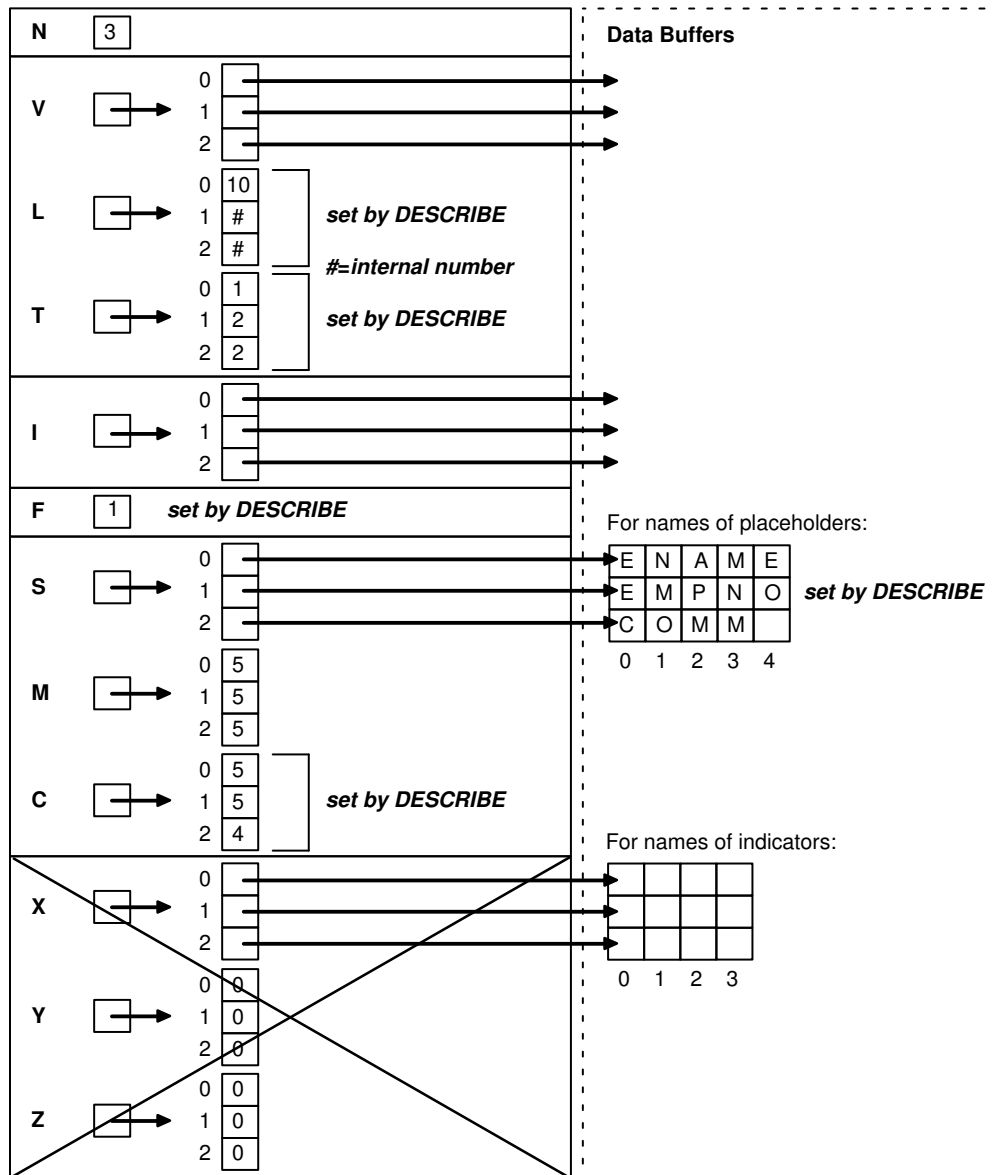 N 3
Data Buffers
V
0
1
2
L
0 10
1 #
2 #
set by DESCRIBE
#=internal number
T
0 1
1 2
2 2
set by DESCRIBE
I
0
1
2
F 1 set by DESCRIBE
For names of placeholders:
S
0
1
2
E N A M E
E M P N O
C O M M
0 1 2 3 4
set by DESCRIBE
M
0 5
1 5
2 5
C
0 5
1 5
2 4
set by DESCRIBE
For names of indicators:
X
0
1
2
0 1 2 3
Y
0 0
1 0
2 0
Z
0 0
1 0
2 0